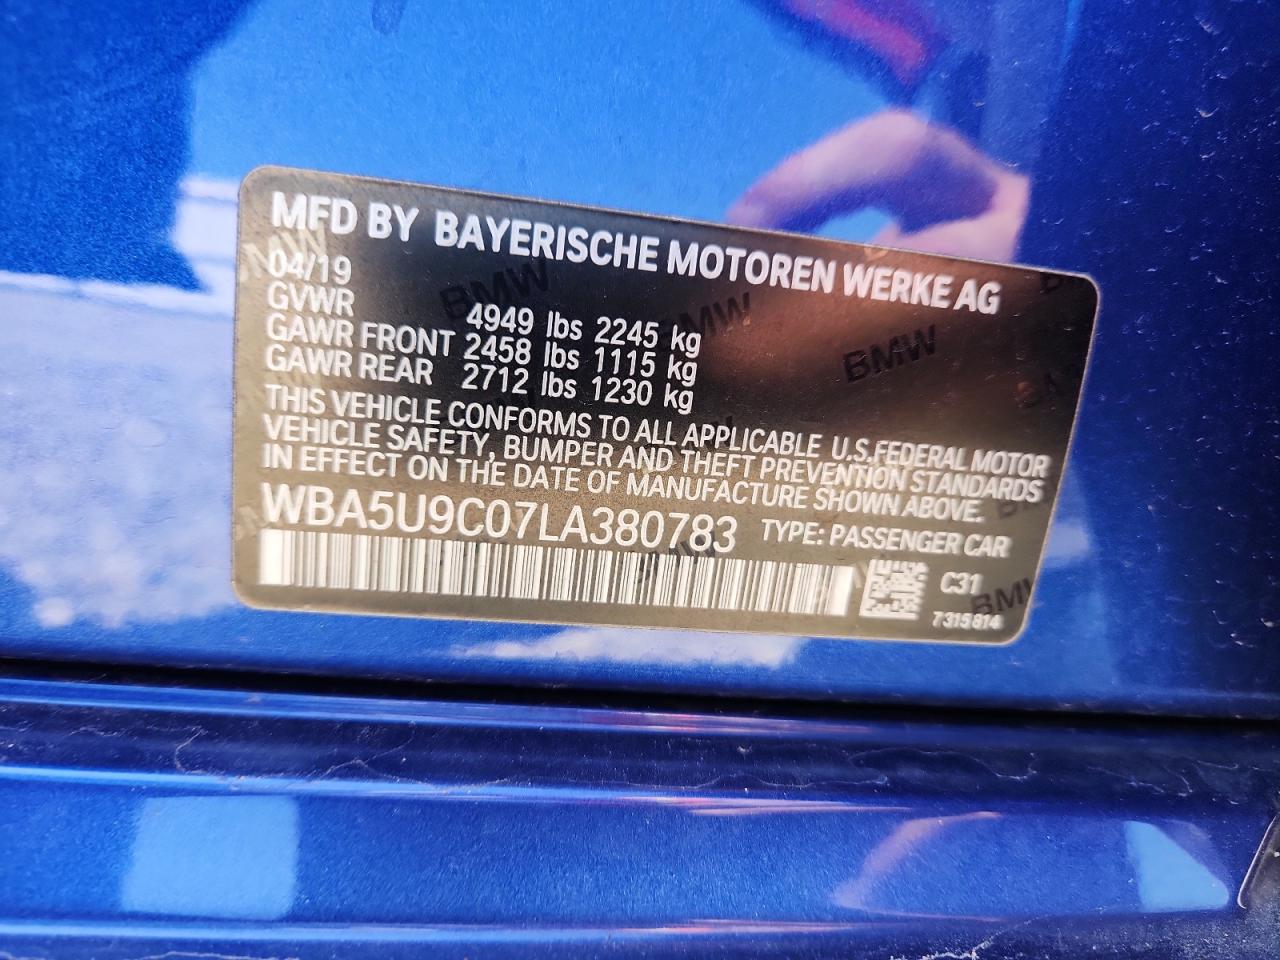 MFD BY BAYERISCHE MOTOREN WERKE AG
04/19
GVWR 4949 lbs 2245 kg
GAWR FRONT 2458 lbs 1115 kg
GAWR REAR 2712 lbs 1230 kg
THIS VEHICLE CONFORMS TO ALL APPLICABLE U.S.FEDERAL MOTOR
VEHICLE SAFETY, BUMPER AND THEFT PREVENTION STANDARDS
IN EFFECT ON THE DATE OF MANUFACTURE SHOWN ABOVE.
WBA5U9C07LA380783 TYPE: PASSENGER CAR
C31
7315814